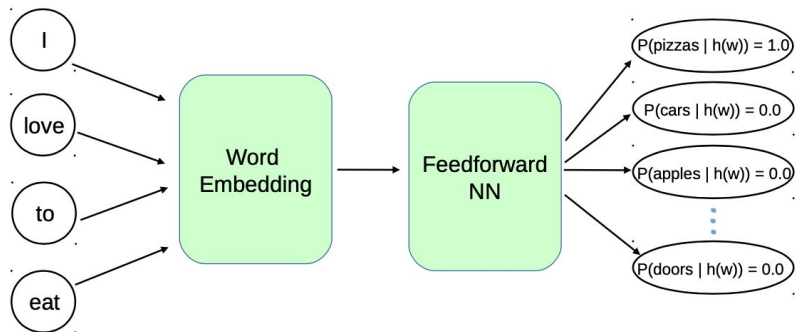 I
love
to
eat
Word
Embedding
Feedforward
NN
P(pizzas | h(w)) = 1.0
P(cars | h(w)) = 0.0
P(apples | h(w)) = 0.0
P(doors | h(w)) = 0.0